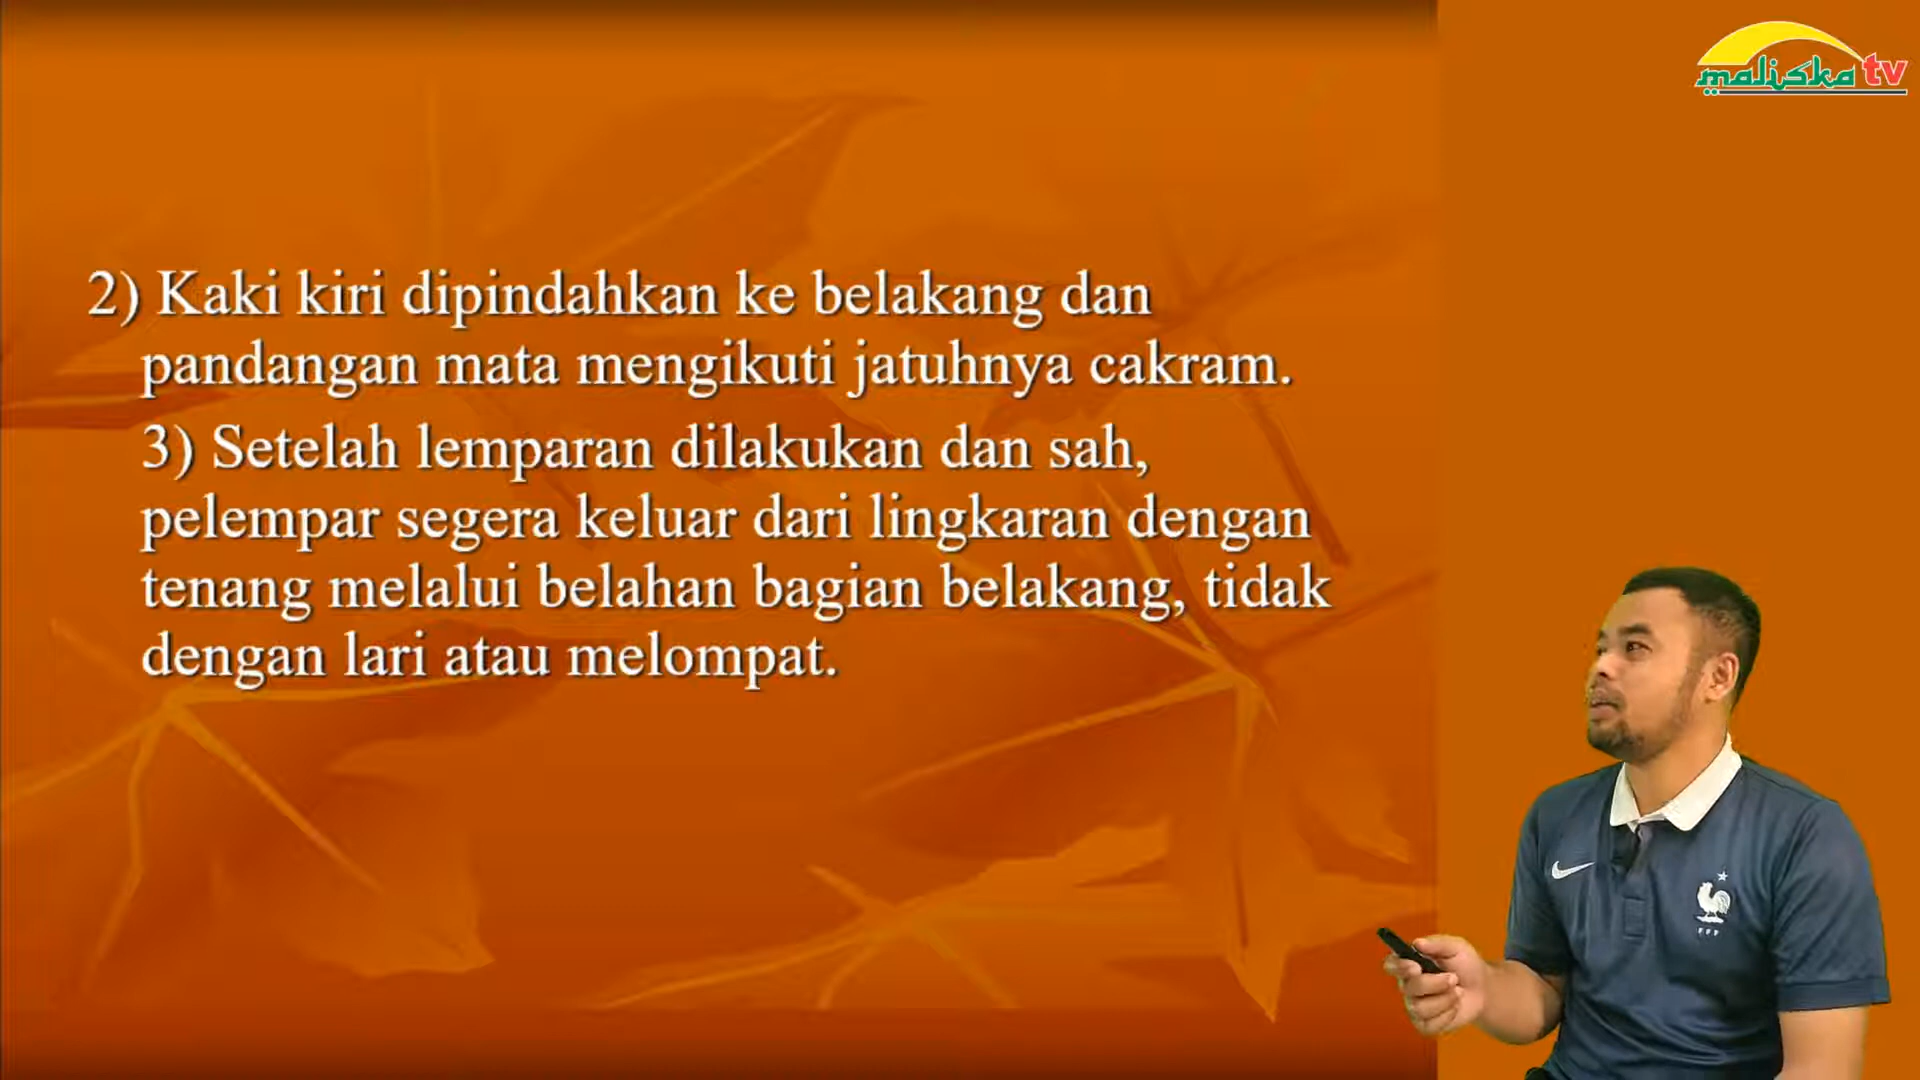 maliska tv
2) Kaki kiri dipindahkan ke belakang dan
pandangan mata mengikuti jatuhnya cakram.
3) Setelah lemparan dilakukan dan sah,
pelempar segera keluar dari lingkaran dengan
tenang melalui belahan bagian belakang, tidak
dengan lari atau melompat.
FFF